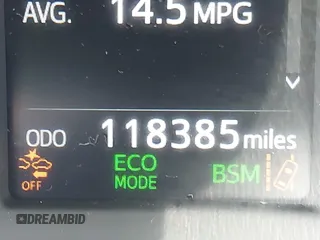 AVG. 14.5 MPG
ODO 118385 miles
ECO
MODE
BSM
OFF
DREAMBID